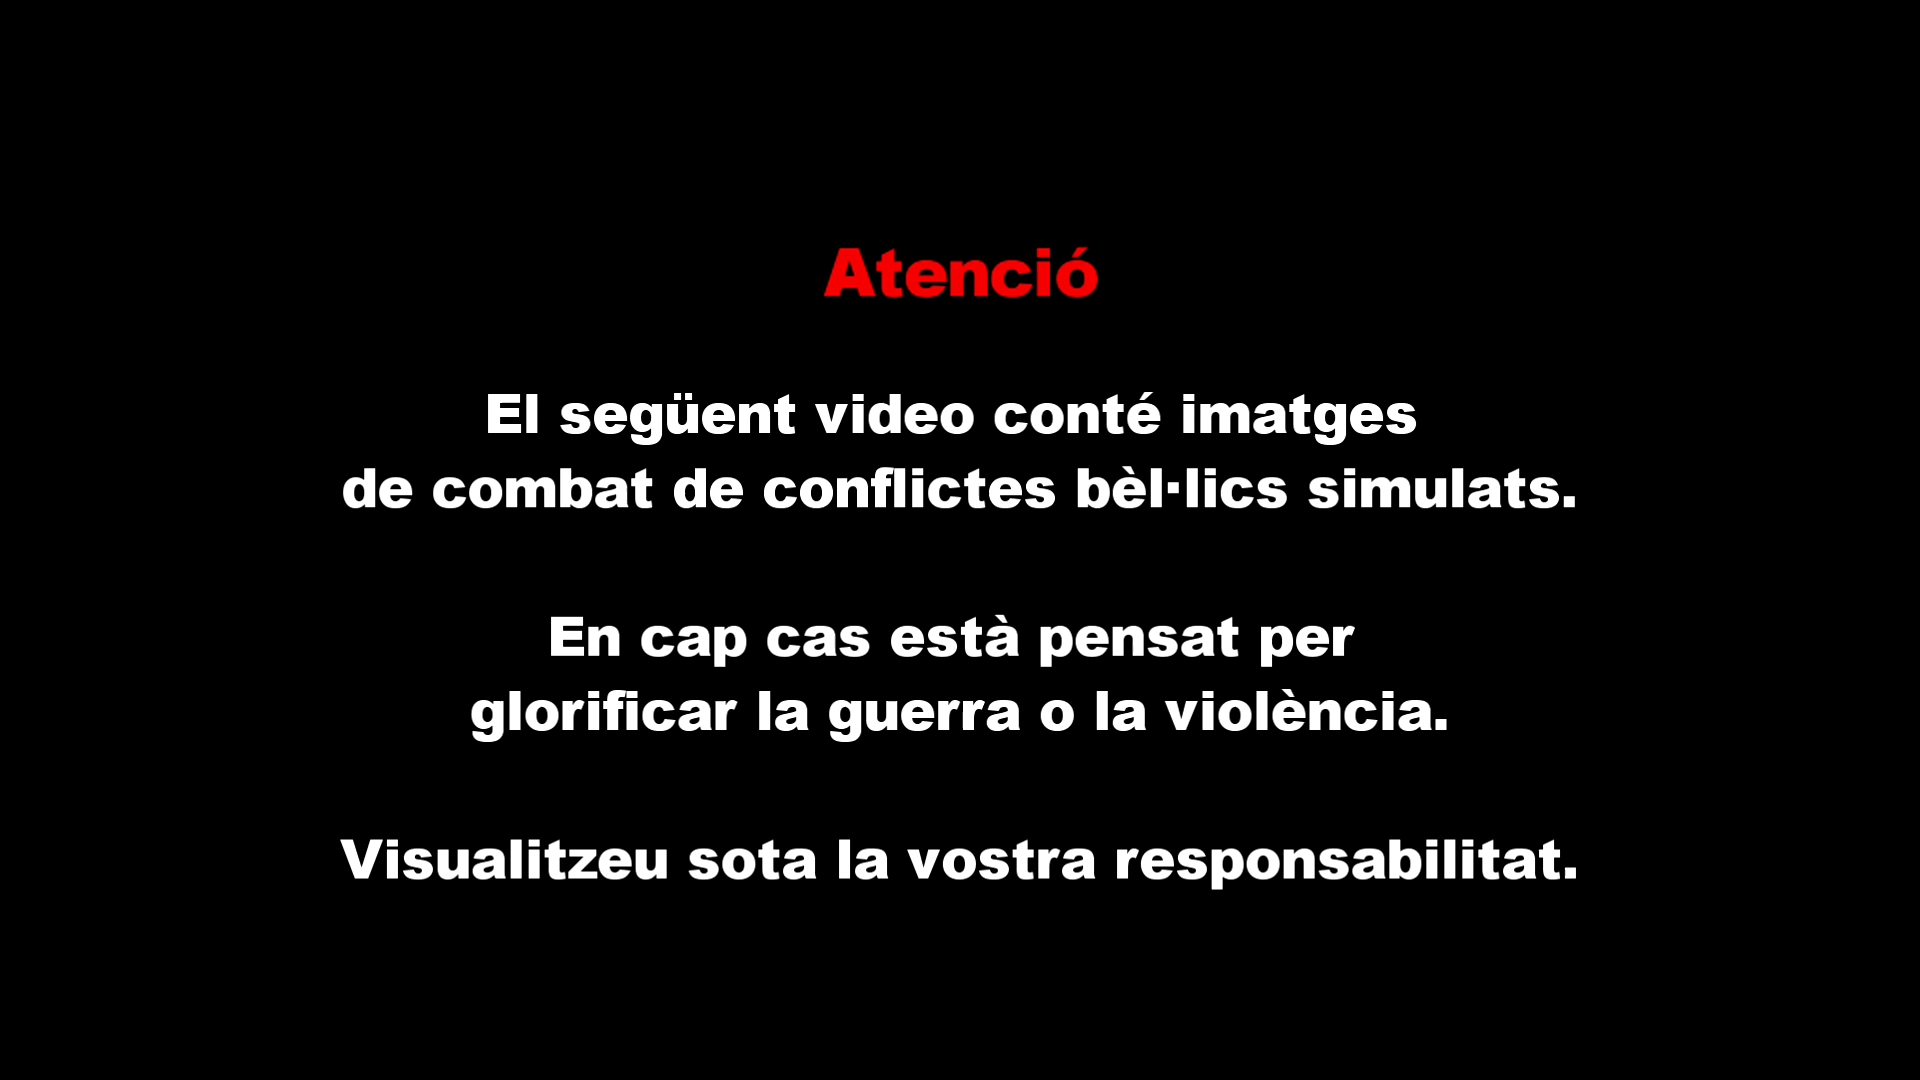 Atenció
El següent video conté imatges
de combat de conflictes bèl·lics simulats.
En cap cas està pensat per
glorificar la guerra o la violència.
Visualitzeu sota la vostra responsabilitat.